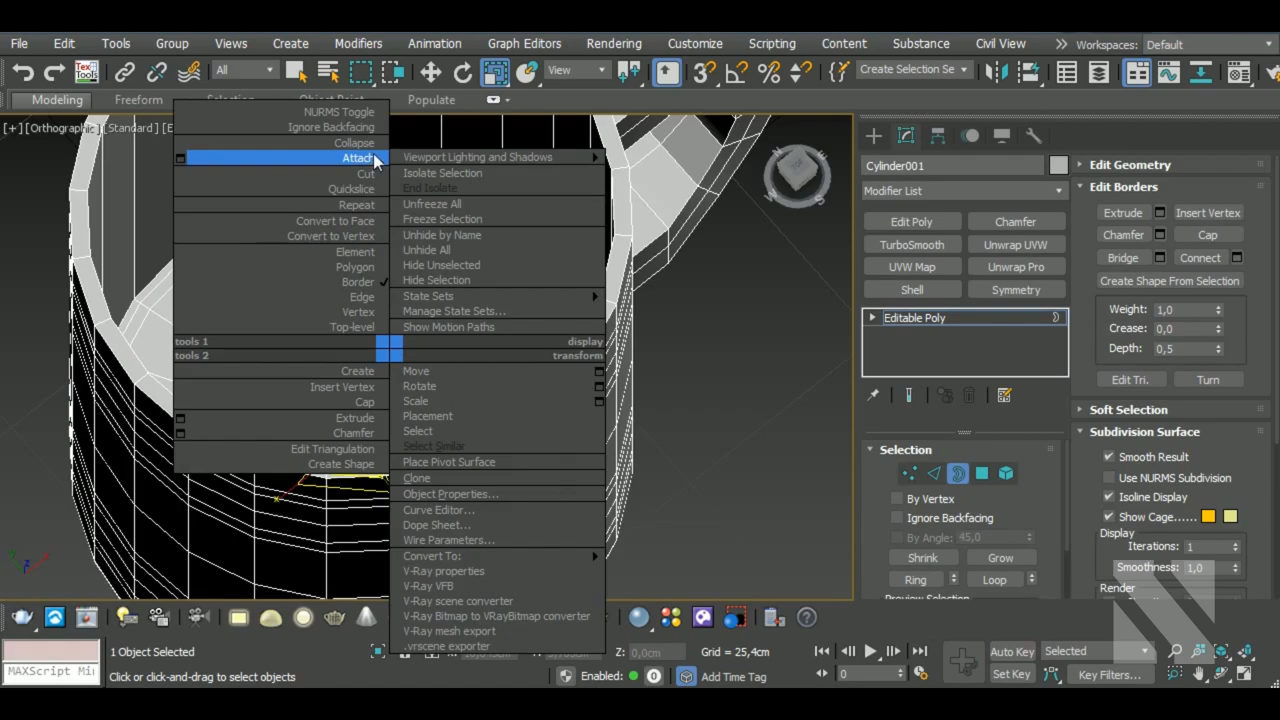 File Edit Tools Group Views Create Modifiers Animation Graph Editors Rendering Customize Scripting Content Substance Civil View Workspaces: Default
Tex Tools All View Create Selection Se
Modeling Freeform Selection Object Paint Populate
[+] [Orthographic] [Standard] [E
NURMS Toggle
Ignore Backfacing
Collapse
Attach
Cut
Quickslice
Repeat
Convert to Face
Convert to Vertex
Element
Polygon
Border
Edge
Vertex
Top-level
tools 1
tools 2
Create
Insert Vertex
Cap
Extrude
Chamfer
Edit Triangulation
Create Shape
Viewport Lighting and Shadows
Isolate Selection
End Isolate
Unfreeze All
Freeze Selection
Unhide by Name
Unhide All
Hide Unselected
Hide Selection
State Sets
Manage State Sets...
Show Motion Paths
display
transform
Move
Rotate
Scale
Placement
Select
Select Similar
Place Pivot Surface
Clone
Object Properties...
Curve Editor...
Dope Sheet...
Wire Parameters...
Convert To:
V-Ray properties
V-Ray VFB
V-Ray scene converter
V-Ray Bitmap to VRayBitmap converter
V-Ray mesh export
.vrscene exporter
Cylinder001
Modifier List
Edit Poly Chamfer
TurboSmooth Unwrap UVW
UVW Map Unwrap Pro
Shell Symmetry
Editable Poly
Selection
By Vertex
Ignore Backfacing
By Angle: 45,0
Shrink Grow
Ring Loop
Edit Geometry
Edit Borders
Extrude Insert Vertex
Chamfer Cap
Bridge Connect
Create Shape From Selection
Weight: 1,0
Crease: 0,0
Depth: 0,5
Edit Tri. Turn
Soft Selection
Subdivision Surface
Smooth Result
Use NURMS Subdivision
Isoline Display
Show Cage......
Display
Iterations: 1
Smoothness: 1,0
Render
1 Object Selected
Z: 0,0cm Grid = 25,4cm
Auto Key Selected
MAXScript Mi
Click or click-and-drag to select objects
Enabled: 0 Add Time Tag
0
Set Key Key Filters...